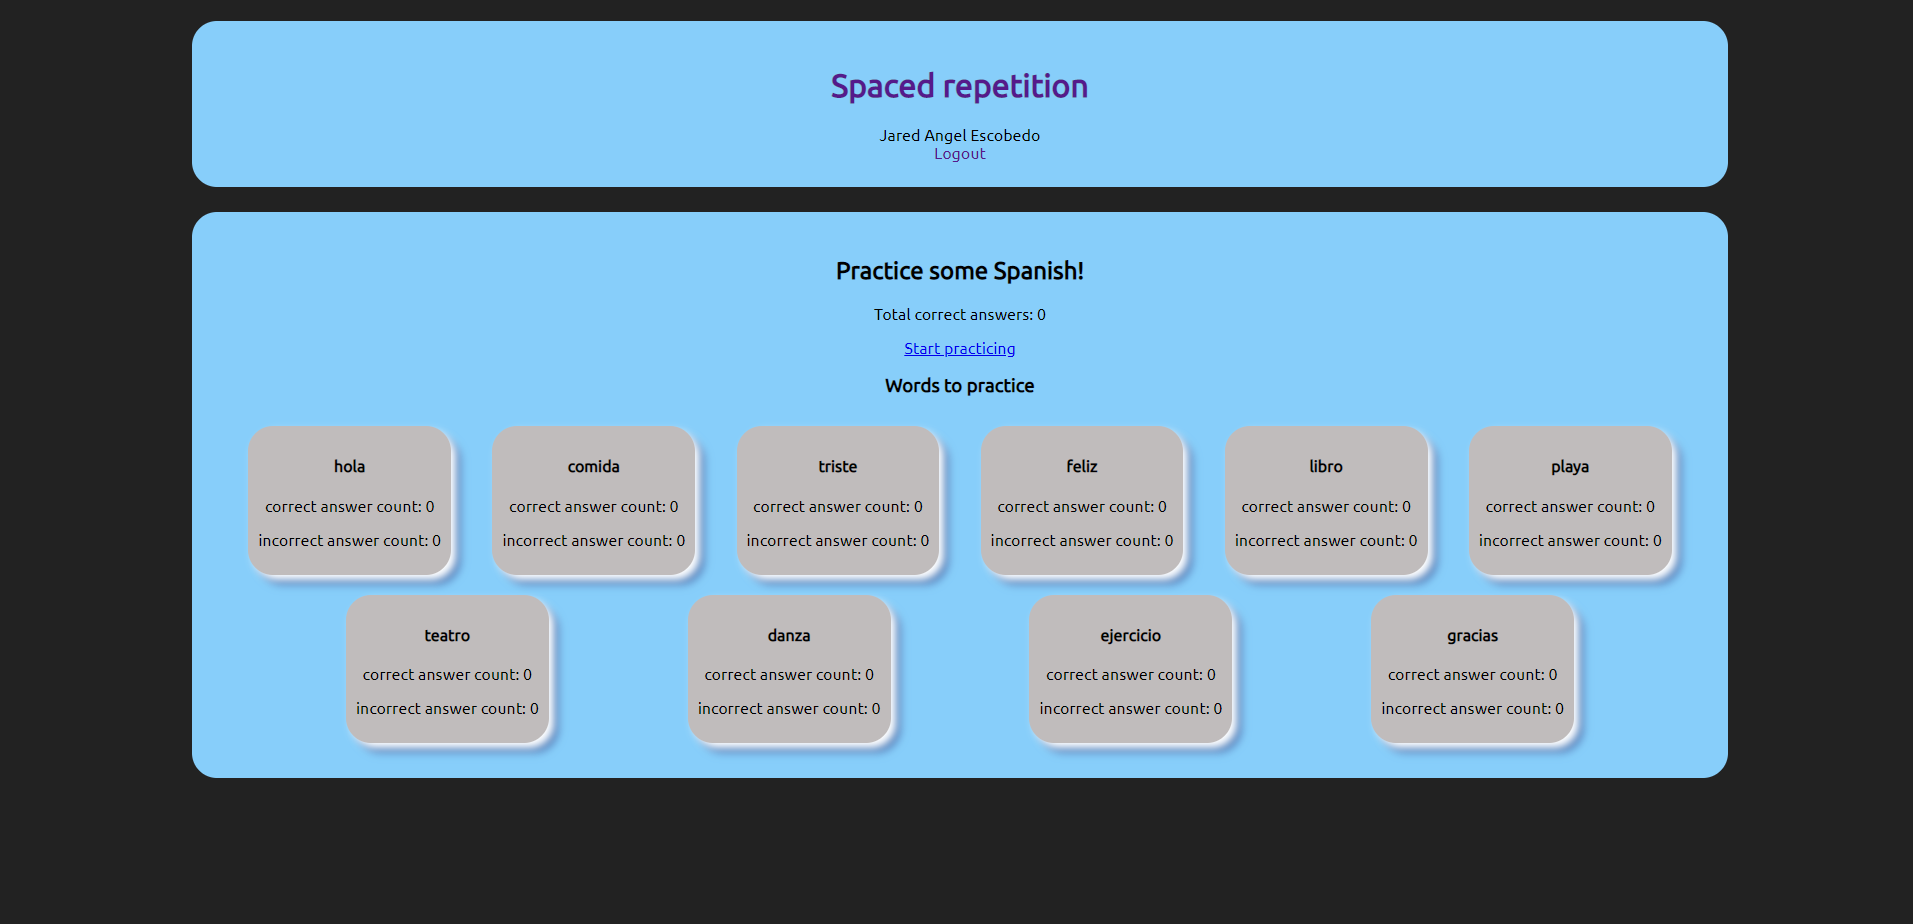 Spaced repetition
Jared Angel Escobedo
Logout
Practice some Spanish!
Total correct answers: 0
Start practicing
Words to practice
hola
correct answer count: 0
incorrect answer count: 0
comida
correct answer count: 0
incorrect answer count: 0
triste
correct answer count: 0
incorrect answer count: 0
feliz
correct answer count: 0
incorrect answer count: 0
libro
correct answer count: 0
incorrect answer count: 0
playa
correct answer count: 0
incorrect answer count: 0
teatro
correct answer count: 0
incorrect answer count: 0
danza
correct answer count: 0
incorrect answer count: 0
ejercicio
correct answer count: 0
incorrect answer count: 0
gracias
correct answer count: 0
incorrect answer count: 0